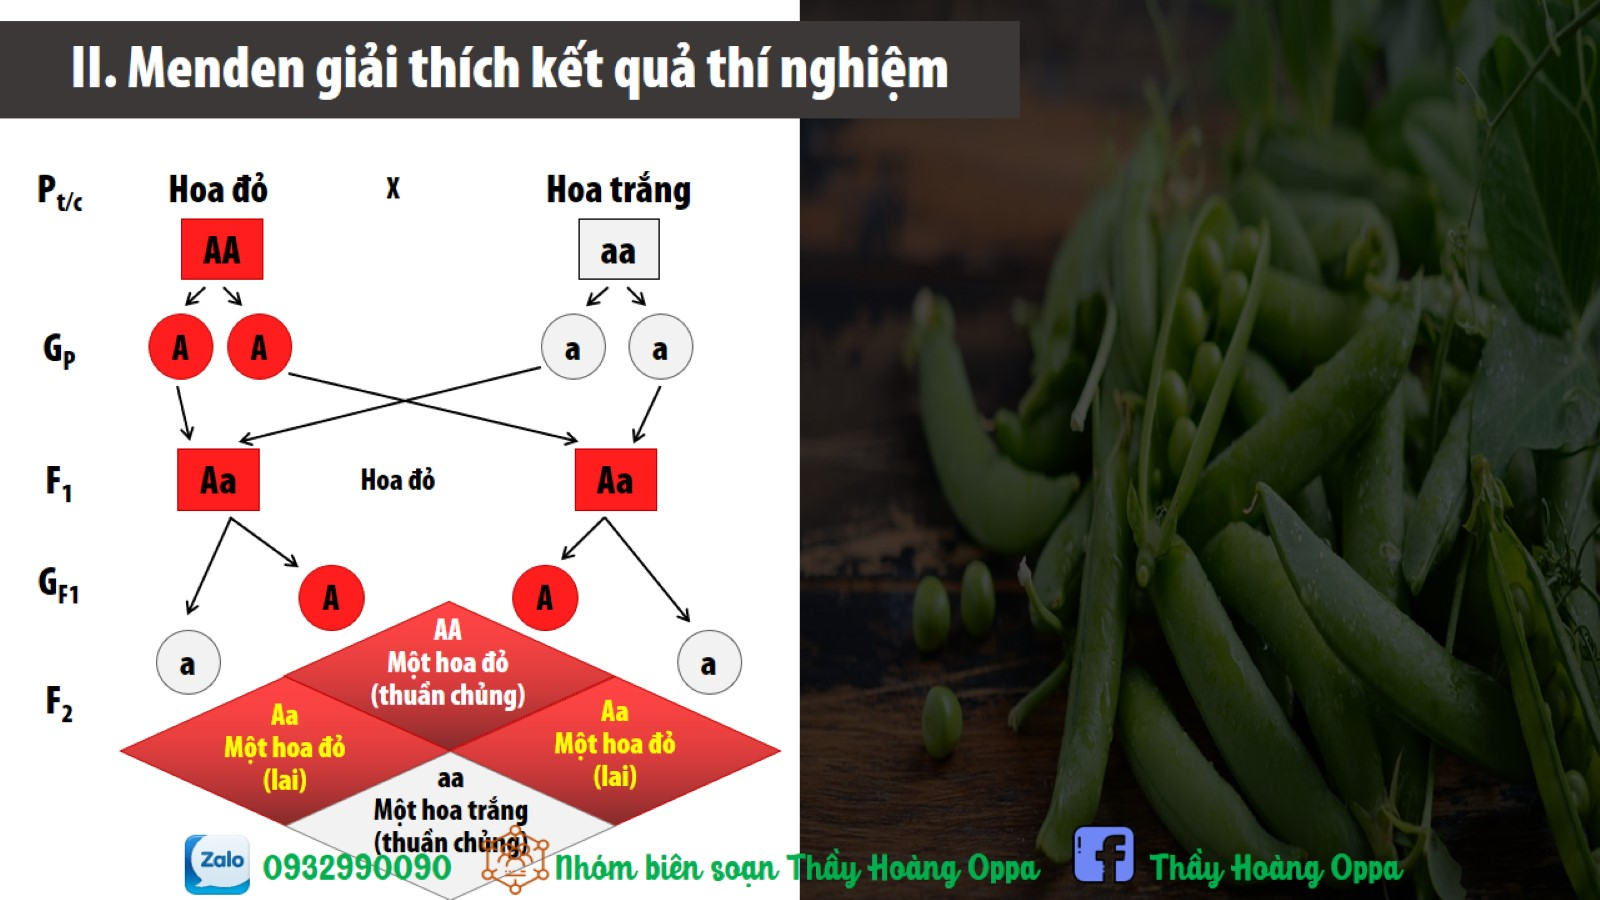 II. Menden giải thích kết quả thí nghiệm
Pt/c Hoa đỏ x Hoa trắng
AA aa
GP A A a a
F1 Aa Hoa đỏ Aa
GF1 A A
a a
F2
AA
Một hoa đỏ
(thuần chủng)
Aa
Một hoa đỏ
(lai)
Aa
Một hoa đỏ
(lai)
aa
Một hoa trắng
(thuần chủng)
Zalo 0932990090 Nhóm biên soạn Thầy Hoàng Oppa f Thầy Hoàng Oppa